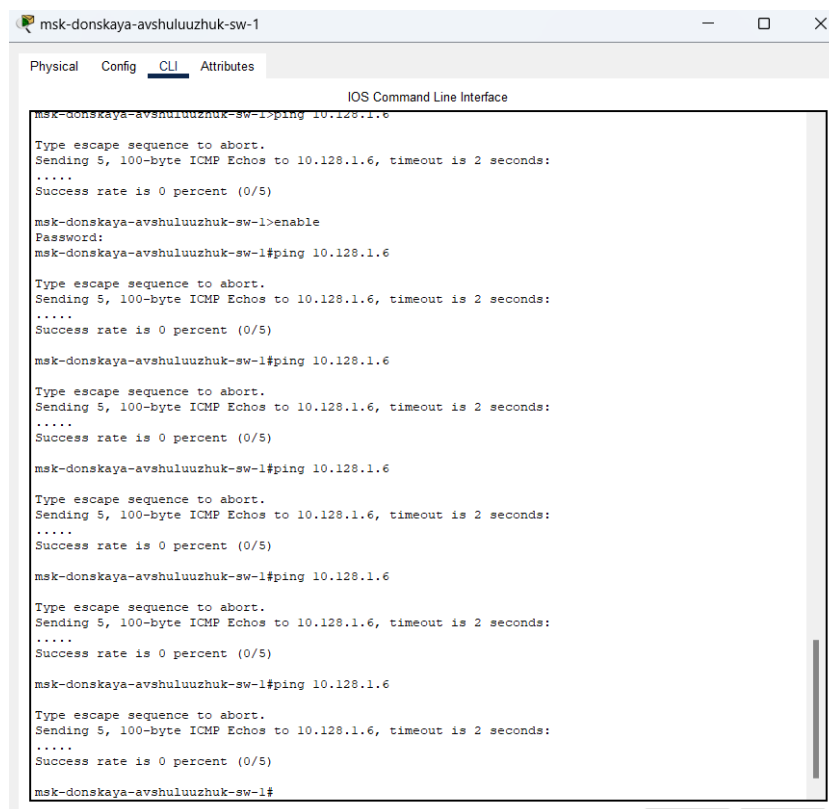 msk-donskaya-avshuluuzhuk-sw-1
Physical Config CLI Attributes
IOS Command Line Interface
msk-donskaya-avshuluuzhuk-sw-1>ping 10.128.1.6
Type escape sequence to abort.
Sending 5, 100-byte ICMP Echos to 10.128.1.6, timeout is 2 seconds:
.....
Success rate is 0 percent (0/5)
msk-donskaya-avshuluuzhuk-sw-1>enable
Password:
msk-donskaya-avshuluuzhuk-sw-1#ping 10.128.1.6
Type escape sequence to abort.
Sending 5, 100-byte ICMP Echos to 10.128.1.6, timeout is 2 seconds:
.....
Success rate is 0 percent (0/5)
msk-donskaya-avshuluuzhuk-sw-1#ping 10.128.1.6
Type escape sequence to abort.
Sending 5, 100-byte ICMP Echos to 10.128.1.6, timeout is 2 seconds:
.....
Success rate is 0 percent (0/5)
msk-donskaya-avshuluuzhuk-sw-1#ping 10.128.1.6
Type escape sequence to abort.
Sending 5, 100-byte ICMP Echos to 10.128.1.6, timeout is 2 seconds:
.....
Success rate is 0 percent (0/5)
msk-donskaya-avshuluuzhuk-sw-1#ping 10.128.1.6
Type escape sequence to abort.
Sending 5, 100-byte ICMP Echos to 10.128.1.6, timeout is 2 seconds:
.....
Success rate is 0 percent (0/5)
msk-donskaya-avshuluuzhuk-sw-1#ping 10.128.1.6
Type escape sequence to abort.
Sending 5, 100-byte ICMP Echos to 10.128.1.6, timeout is 2 seconds:
.....
Success rate is 0 percent (0/5)
msk-donskaya-avshuluuzhuk-sw-1#